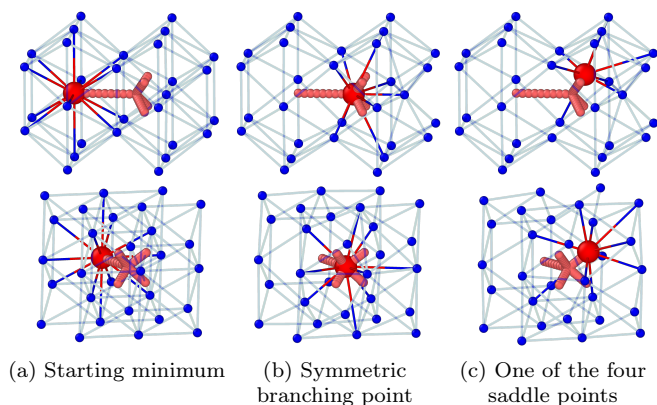 (a) Starting minimum
(b) Symmetric
branching point
(c) One of the four
saddle points